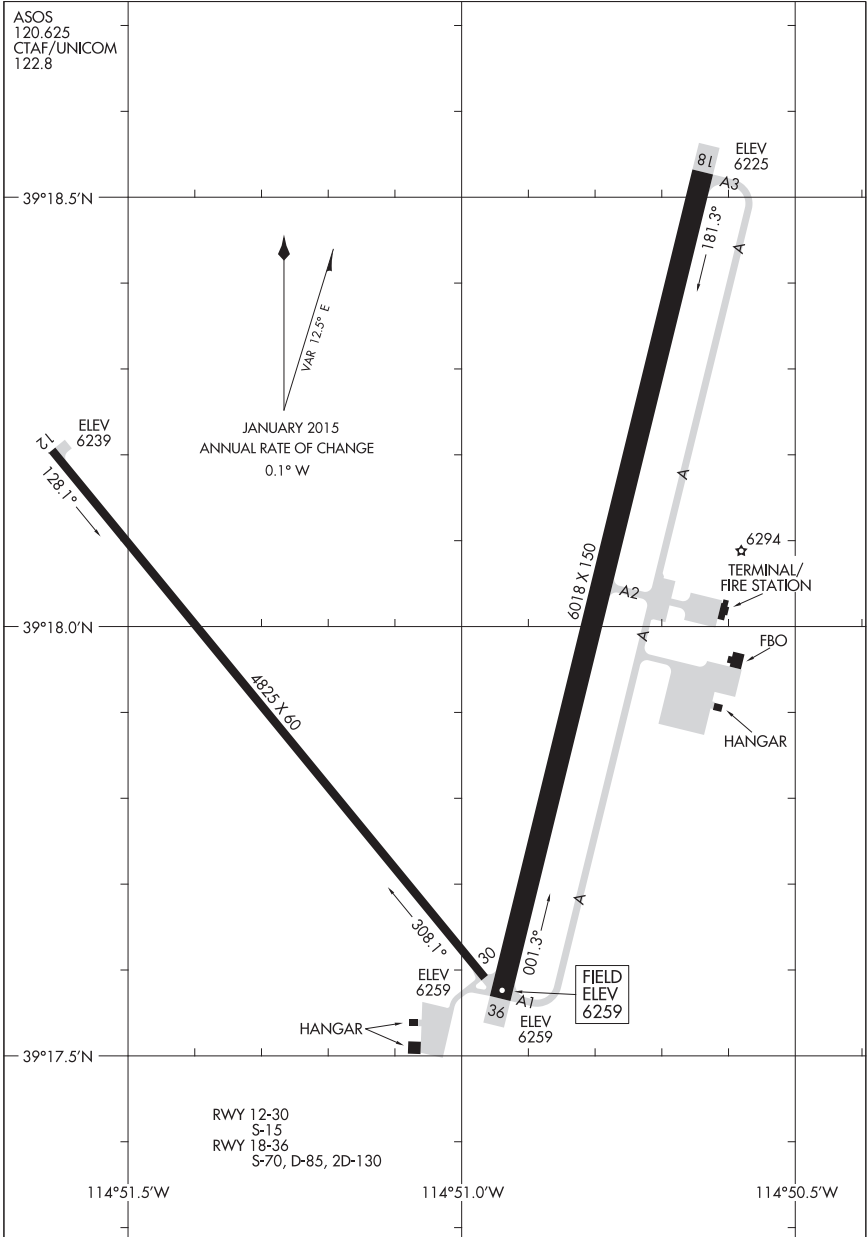 ASOS
120.625
CTAF/UNICOM
122.8
18
ELEV
6225
A3
39°18.5'N
181.3°
A
VAR 12.5° E
JANUARY 2015
ANNUAL RATE OF CHANGE
0.1° W
12
ELEV
6239
128.1°
A
6294
TERMINAL/
FIRE STATION
6018 X 150
A2
39°18.0'N
A
FBO
4825 X 60
HANGAR
A
308.1°
30
001.3°
ELEV
6259
FIELD
ELEV
6259
36
A1
ELEV
6259
HANGAR
39°17.5'N
RWY 12-30
S-15
RWY 18-36
S-70, D-85, 2D-130
114°51.5'W
114°51.0'W
114°50.5'W